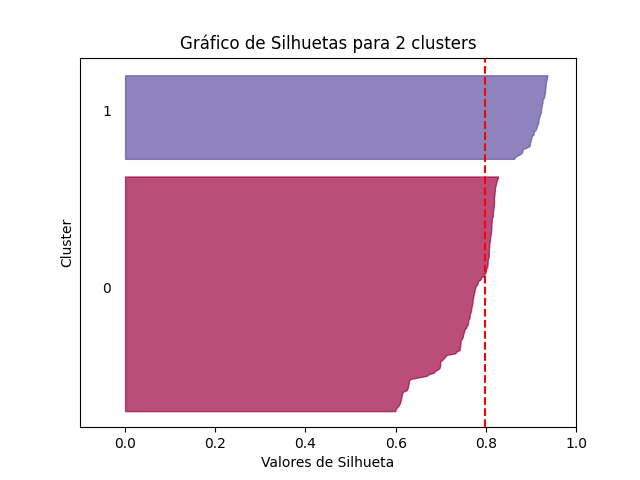 Gráfico de Silhuetas para 2 clusters
1
0
Cluster
0.0 0.2 0.4 0.6 0.8 1.0
Valores de Silhueta